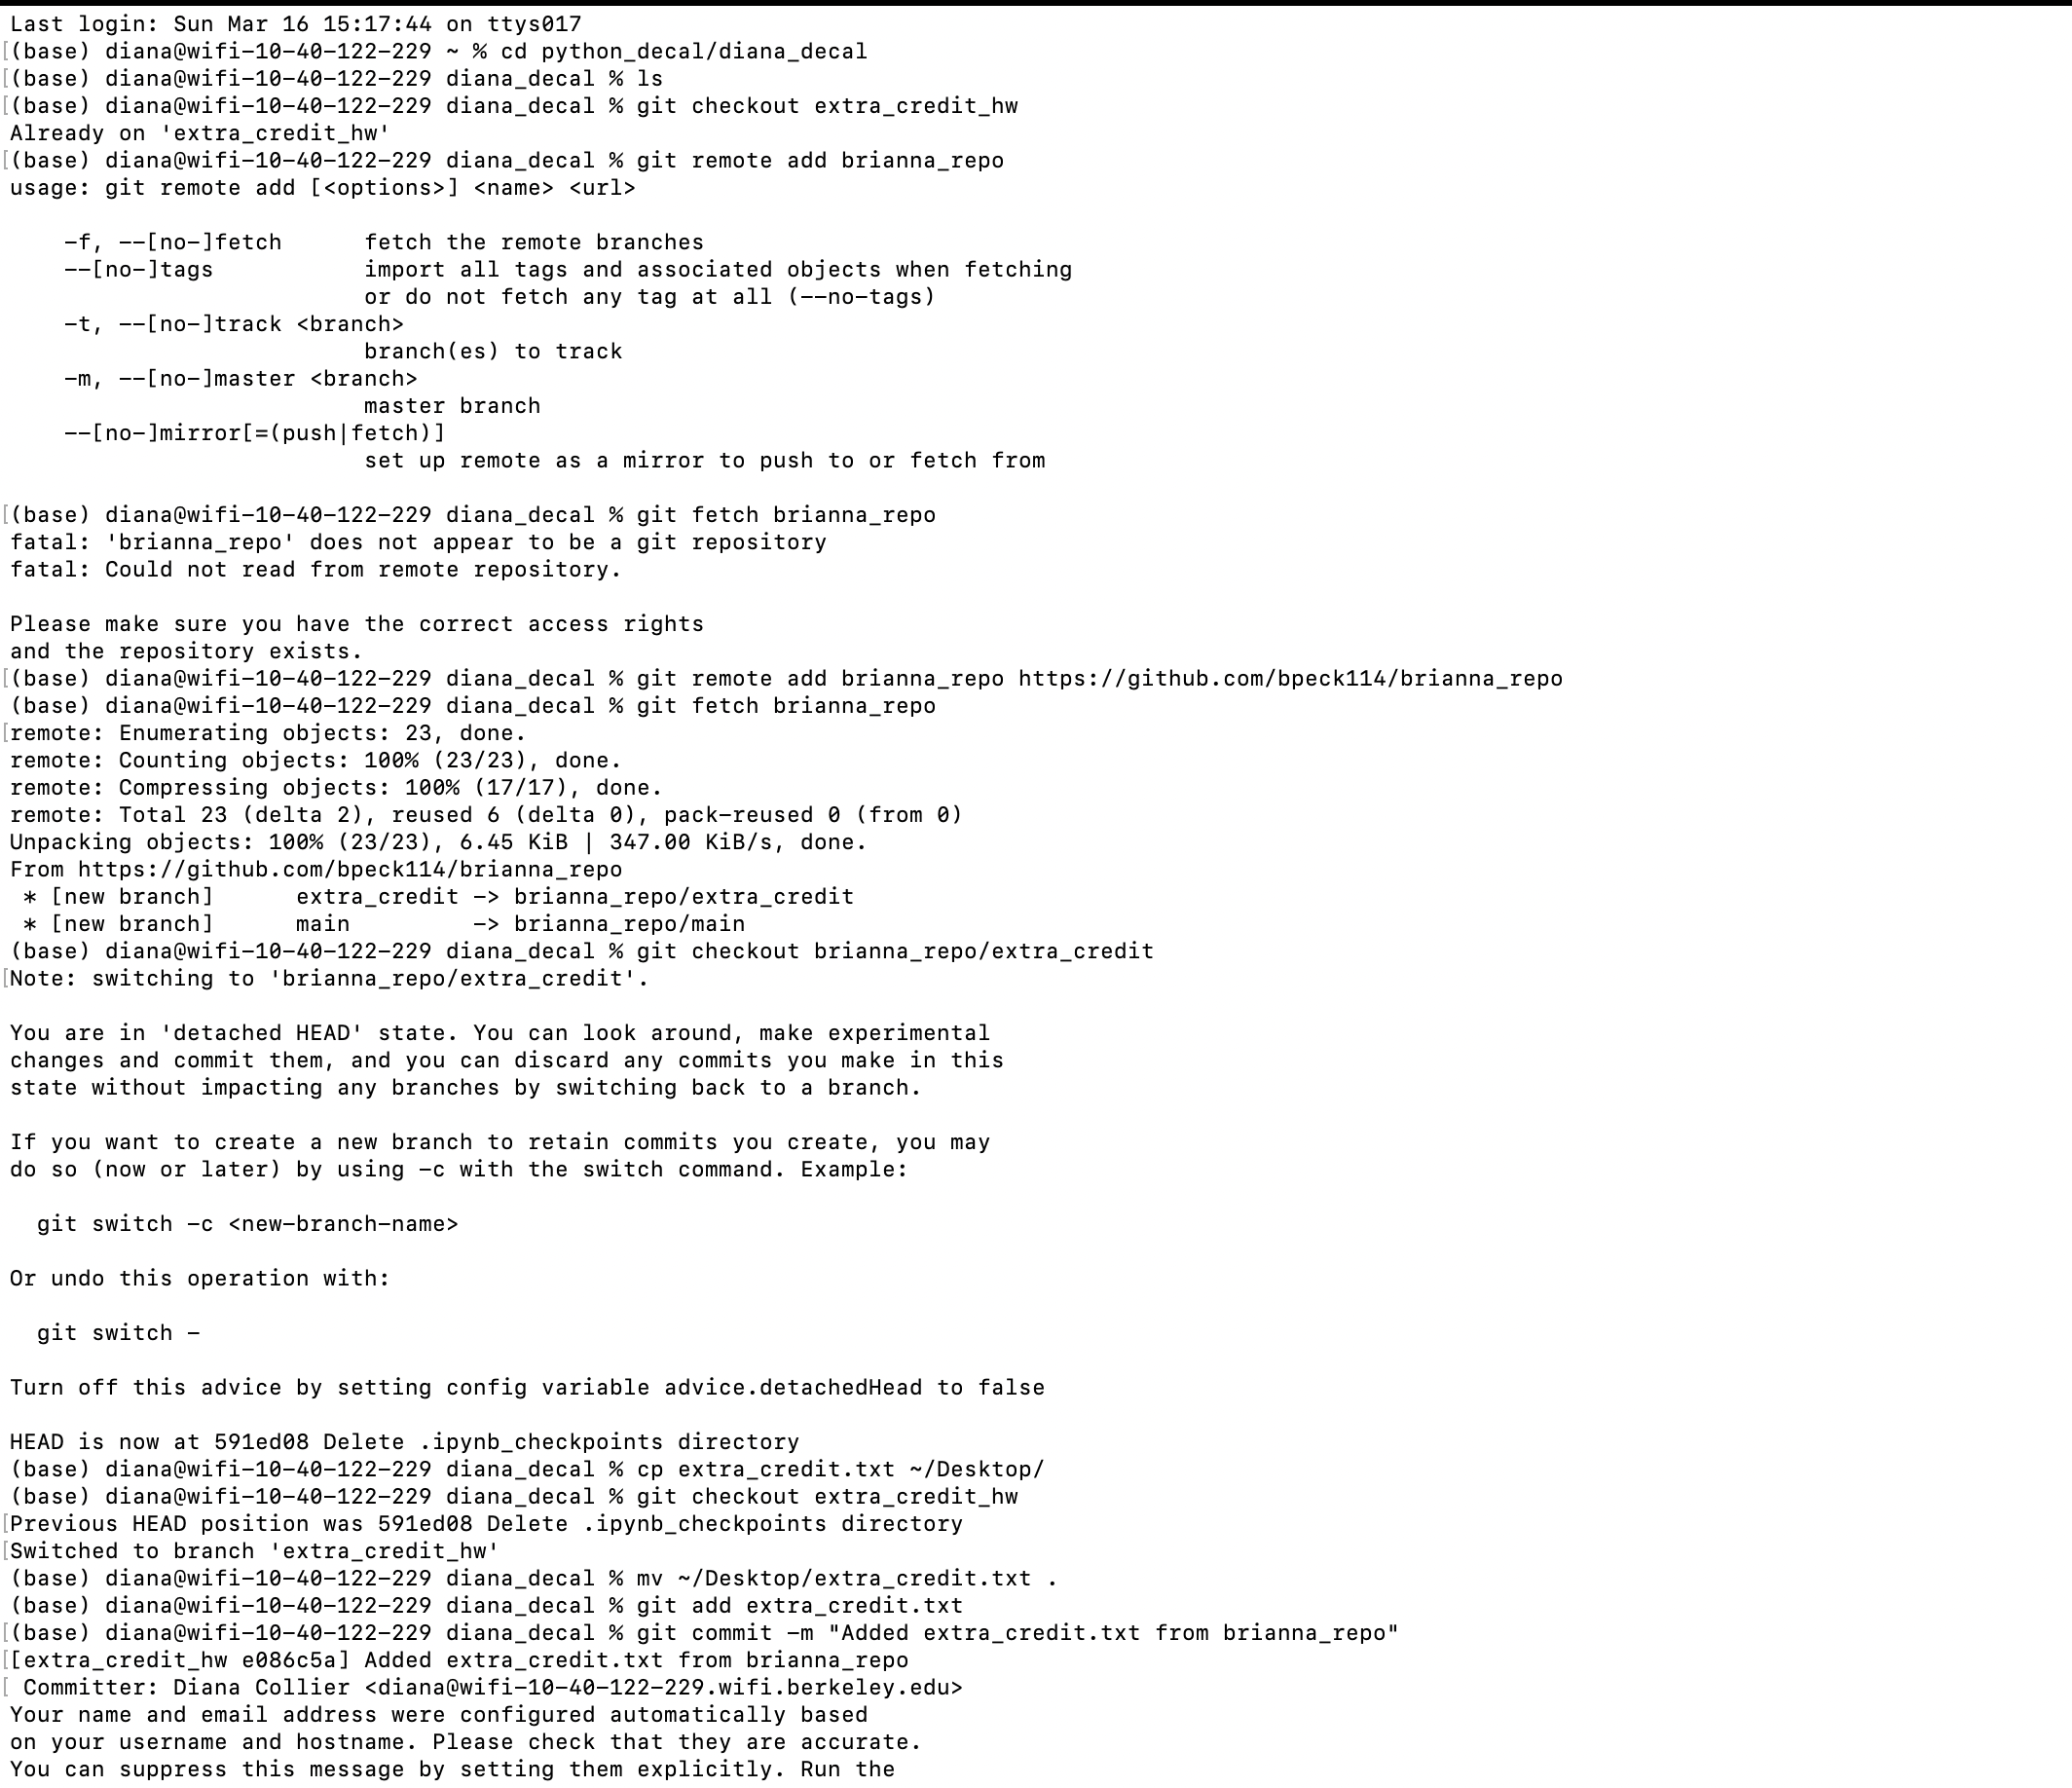 Last login: Sun Mar 16 15:17:44 on ttys017
[(base) diana@wifi-10-40-122-229 ~ % cd python_decal/diana_decal
[(base) diana@wifi-10-40-122-229 diana_decal % ls
[(base) diana@wifi-10-40-122-229 diana_decal % git checkout extra_credit_hw
Already on 'extra_credit_hw'
[(base) diana@wifi-10-40-122-229 diana_decal % git remote add brianna_repo
usage: git remote add [<options>] <name> <url>

    -f, --[no-]fetch      fetch the remote branches
    --[no-]tags           import all tags and associated objects when fetching
                          or do not fetch any tag at all (--no-tags)
    -t, --[no-]track <branch>
                          branch(es) to track
    -m, --[no-]master <branch>
                          master branch
    --[no-]mirror[=(push|fetch)]
                          set up remote as a mirror to push to or fetch from

[(base) diana@wifi-10-40-122-229 diana_decal % git fetch brianna_repo
fatal: 'brianna_repo' does not appear to be a git repository
fatal: Could not read from remote repository.

Please make sure you have the correct access rights
and the repository exists.
[(base) diana@wifi-10-40-122-229 diana_decal % git remote add brianna_repo https://github.com/bpeck114/brianna_repo
(base) diana@wifi-10-40-122-229 diana_decal % git fetch brianna_repo
[remote: Enumerating objects: 23, done.
remote: Counting objects: 100% (23/23), done.
remote: Compressing objects: 100% (17/17), done.
remote: Total 23 (delta 2), reused 6 (delta 0), pack-reused 0 (from 0)
Unpacking objects: 100% (23/23), 6.45 KiB | 347.00 KiB/s, done.
From https://github.com/bpeck114/brianna_repo
 * [new branch]      extra_credit -> brianna_repo/extra_credit
 * [new branch]      main         -> brianna_repo/main
(base) diana@wifi-10-40-122-229 diana_decal % git checkout brianna_repo/extra_credit
[Note: switching to 'brianna_repo/extra_credit'.

You are in 'detached HEAD' state. You can look around, make experimental
changes and commit them, and you can discard any commits you make in this
state without impacting any branches by switching back to a branch.

If you want to create a new branch to retain commits you create, you may
do so (now or later) by using -c with the switch command. Example:

  git switch -c <new-branch-name>

Or undo this operation with:

  git switch -

Turn off this advice by setting config variable advice.detachedHead to false

HEAD is now at 591ed08 Delete .ipynb_checkpoints directory
(base) diana@wifi-10-40-122-229 diana_decal % cp extra_credit.txt ~/Desktop/
(base) diana@wifi-10-40-122-229 diana_decal % git checkout extra_credit_hw
[Previous HEAD position was 591ed08 Delete .ipynb_checkpoints directory
[Switched to branch 'extra_credit_hw'
(base) diana@wifi-10-40-122-229 diana_decal % mv ~/Desktop/extra_credit.txt .
(base) diana@wifi-10-40-122-229 diana_decal % git add extra_credit.txt
[(base) diana@wifi-10-40-122-229 diana_decal % git commit -m "Added extra_credit.txt from brianna_repo"
[[extra_credit_hw e086c5a] Added extra_credit.txt from brianna_repo
[ Committer: Diana Collier <diana@wifi-10-40-122-229.wifi.berkeley.edu>
Your name and email address were configured automatically based
on your username and hostname. Please check that they are accurate.
You can suppress this message by setting them explicitly. Run the